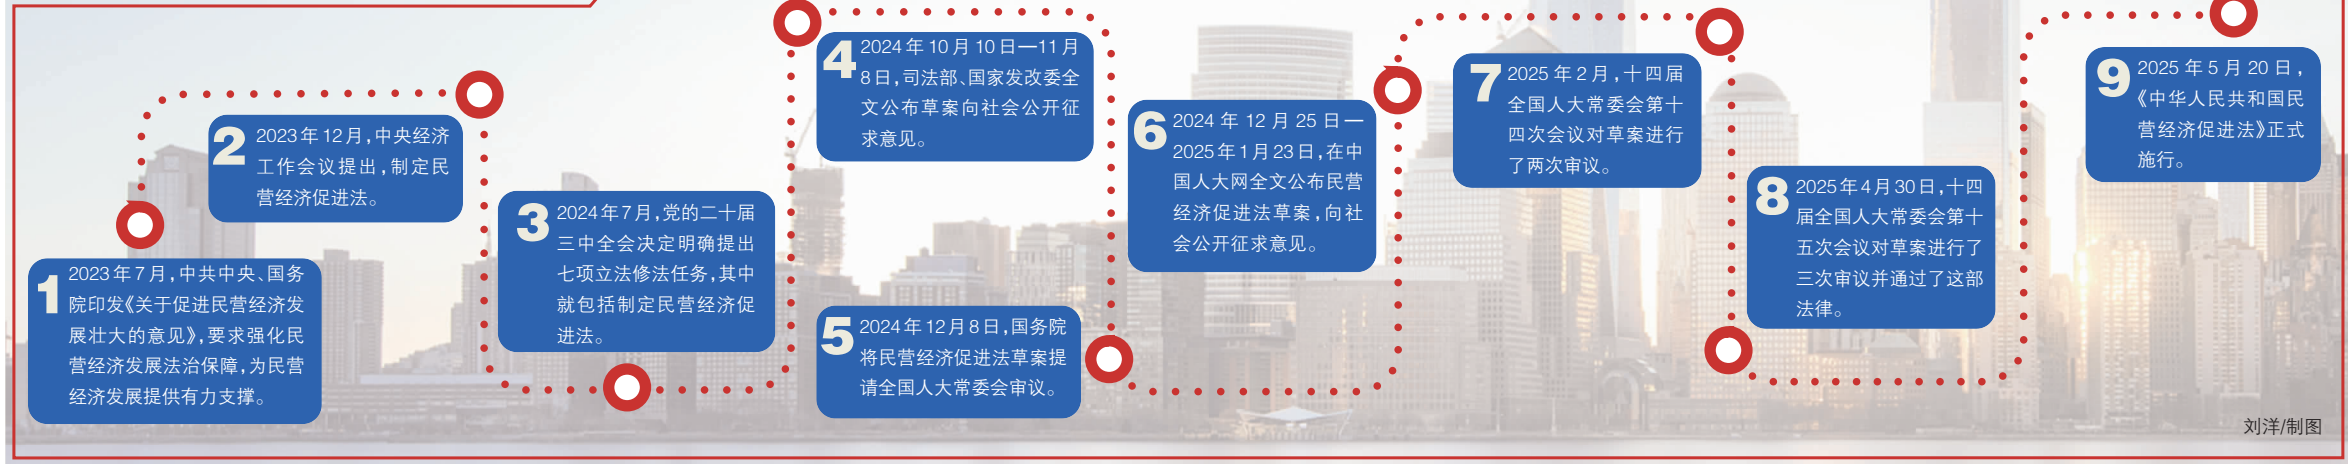 1
2023年7月,中共中央、国务
院印发《关于促进民营经济发
展壮大的意见》,要求强化民
营经济发展法治保障,为民营
经济发展提供有力支撑。
2
2023年12月,中央经济
工作会议提出,制定民
营经济促进法。
3
2024年7月,党的二十届
三中全会决定明确提出
七项立法修法任务,其中
就包括制定民营经济促
进法。
4
2024年10月10日—11月
8日,司法部、国家发改委全
文公布草案向社会公开征
求意见。
5
2024年12月8日,国务院
将民营经济促进法草案提
请全国人大常委会审议。
6
2024年12月25日—
2025年1月23日,在中
国人大网全文公布民营
经济促进法草案,向社
会公开征求意见。
7
2025年2月,十四届
全国人大常委会第十
四次会议对草案进行
了两次审议。
8
2025年4月30日,十四
届全国人大常委会第十
五次会议对草案进行了
三次审议并通过了这部
法律。
9
2025年5月20日,
《中华人民共和国民
营经济促进法》正式
施行。
刘洋/制图